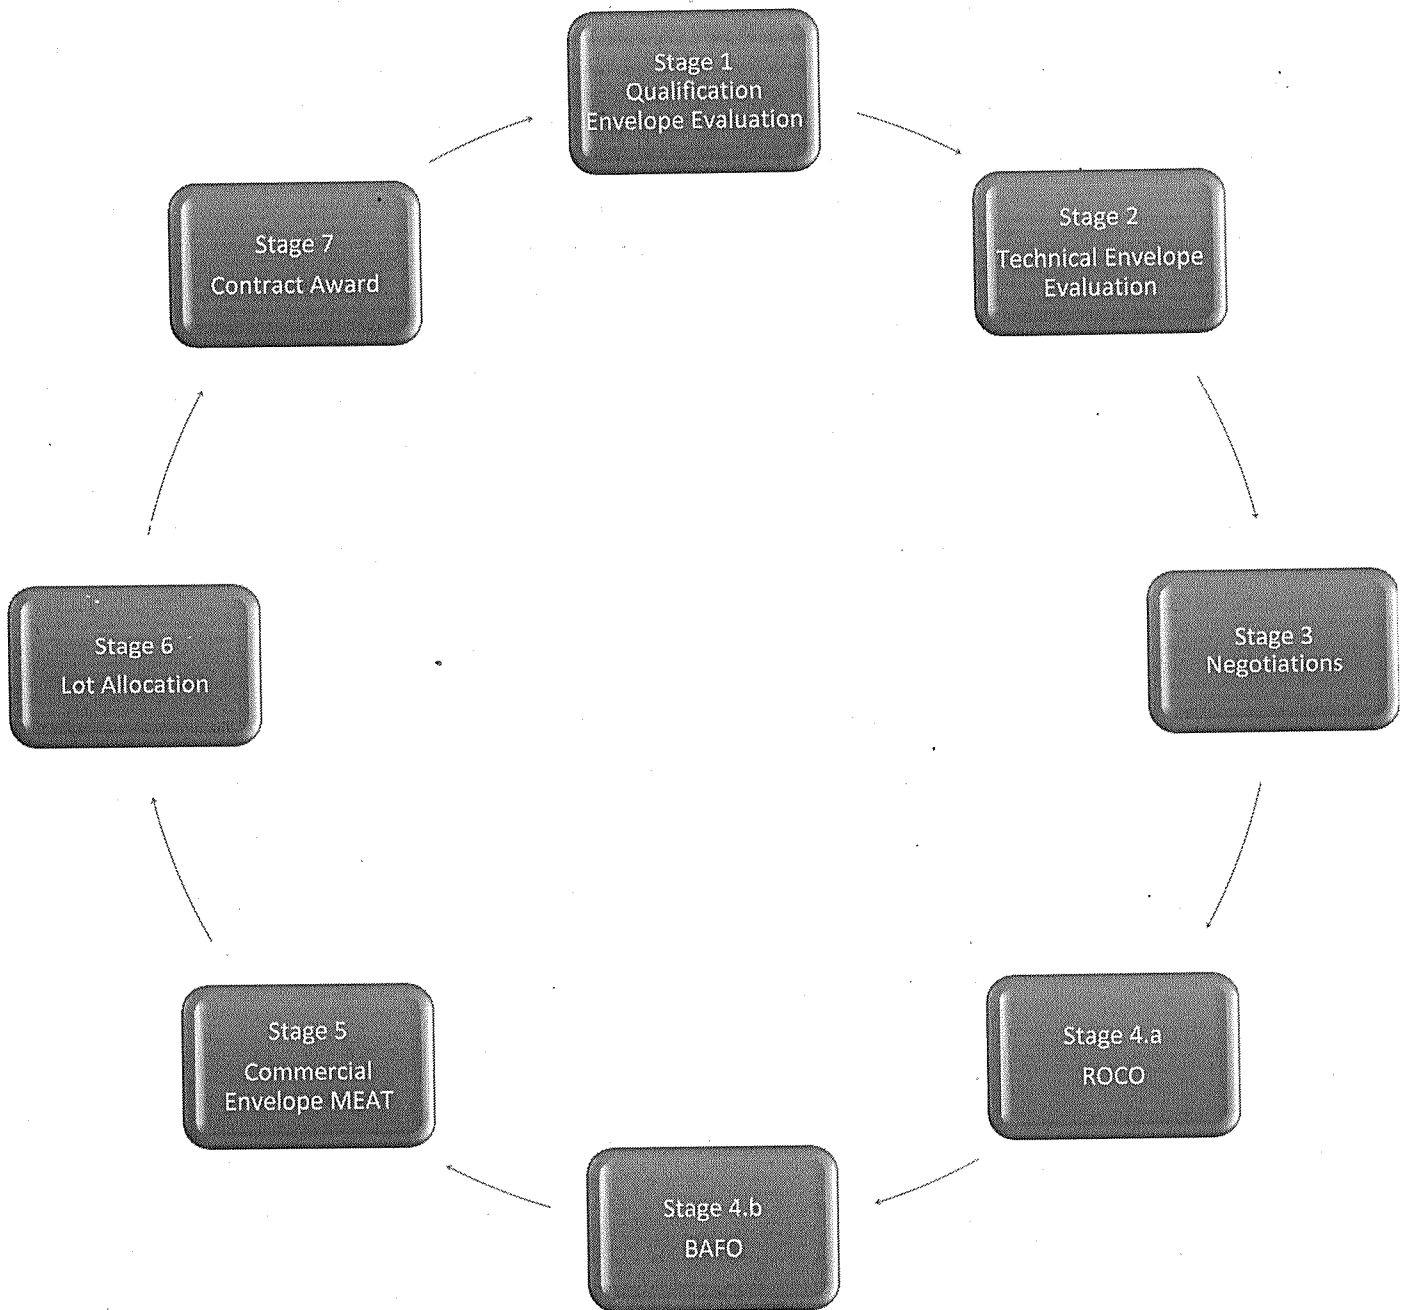 Stage 1
Qualification
Envelope Evaluation
Stage 2
Technical Envelope
Evaluation
Stage 3
Negotiations
Stage 4.a
ROCO
Stage 4.b
BAFO
Stage 5
Commercial
Envelope MEAT
Stage 6
Lot Allocation
Stage 7
Contract Award